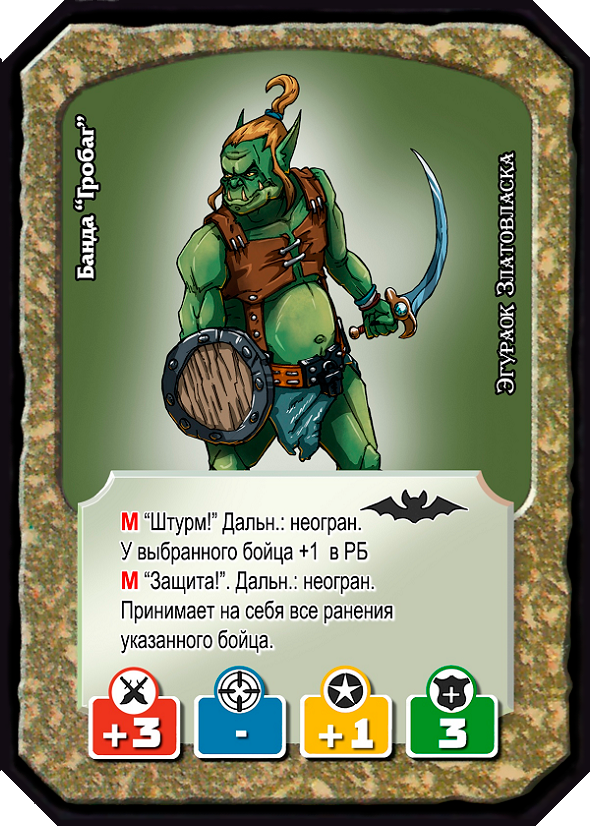 Банда “Гробаг”
Эгураок Златовласка
М “Штурм!” Дальн.: неогран.
У выбранного бойца +1 в РБ
М “Защита!”. Дальн.: неогран.
Принимает на себя все ранения
указанного бойца.
+3 - +1 3